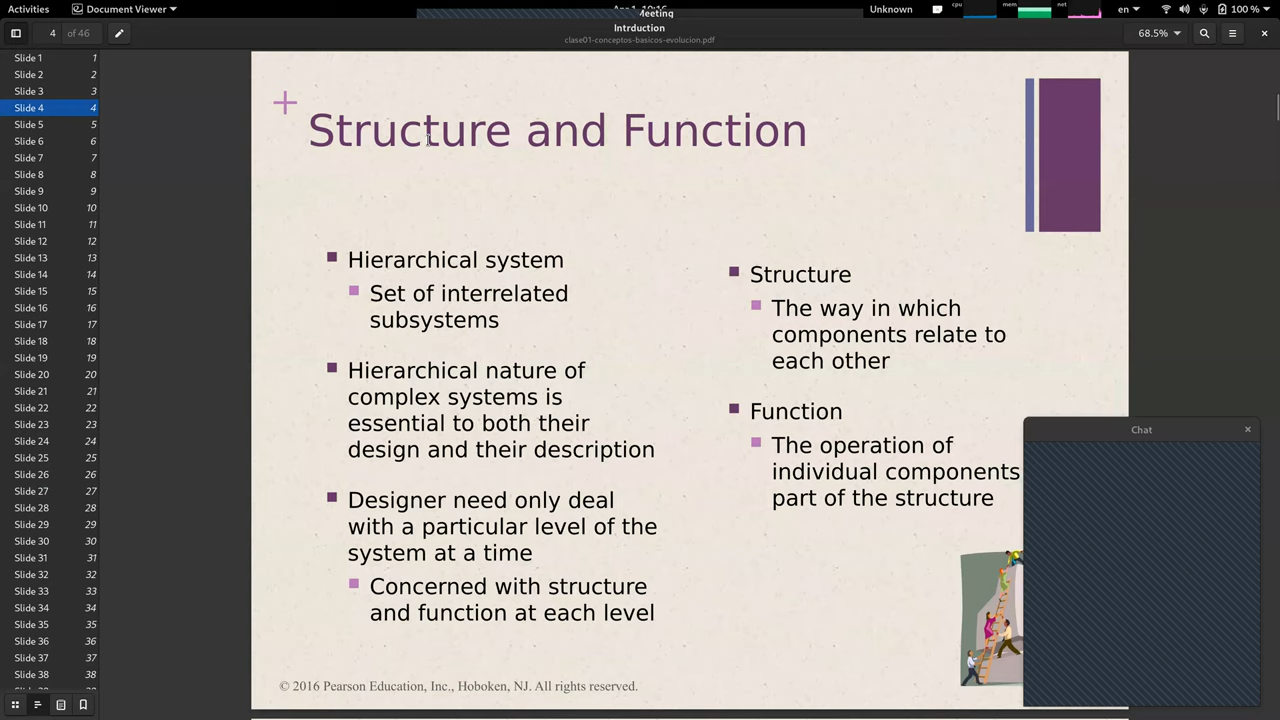 Activities
Document Viewer
Meeting
Unknown
cpu
mem
net
en
100 %
4 of 46
Intrduction
clase01-conceptos-basicos-evolucion.pdf
68.5%
Slide 1 1
Slide 2 2
Slide 3 3
Slide 4 4
Slide 5 5
Slide 6 6
Slide 7 7
Slide 8 8
Slide 9 9
Slide 10 10
Slide 11 11
Slide 12 12
Slide 13 13
Slide 14 14
Slide 15 15
Slide 16 16
Slide 17 17
Slide 18 18
Slide 19 19
Slide 20 20
Slide 21 21
Slide 22 22
Slide 23 23
Slide 24 24
Slide 25 25
Slide 26 26
Slide 27 27
Slide 28 28
Slide 29 29
Slide 30 30
Slide 31 31
Slide 32 32
Slide 33 33
Slide 34 34
Slide 35 35
Slide 36 36
Slide 37 37
Slide 38 38
+
Structure and Function
Hierarchical system
Set of interrelated
subsystems
Hierarchical nature of
complex systems is
essential to both their
design and their description
Designer need only deal
with a particular level of the
system at a time
Concerned with structure
and function at each level
Structure
The way in which
components relate to
each other
Function
The operation of
individual components
part of the structure
© 2016 Pearson Education, Inc., Hoboken, NJ. All rights reserved.
Chat